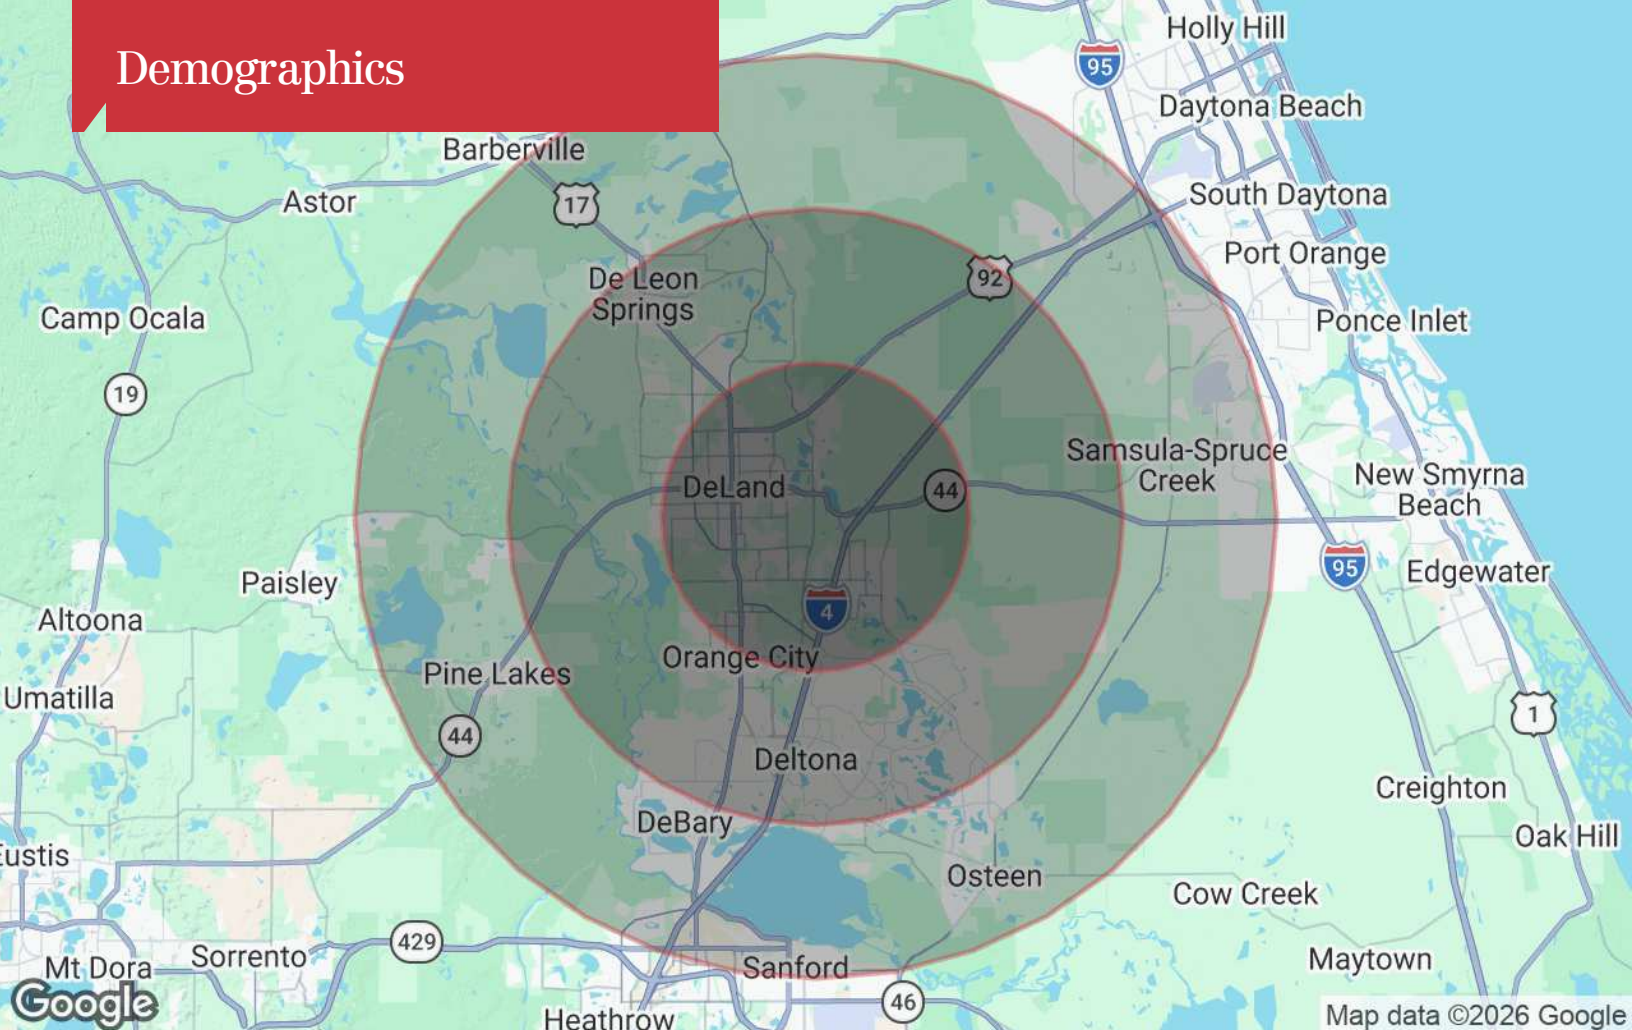 Demographics
Holly Hill
95
Daytona Beach
Barberville
Astor
17
South Daytona
Port Orange
De Leon
Springs
92
Camp Ocala
Ponce Inlet
19
Samsula-Spruce
Creek
DeLand
44
New Smyrna
Beach
95
Edgewater
Paisley
4
Altoona
Orange City
Pine Lakes
Umatilla
1
44
Deltona
Creighton
DeBary
Oak Hill
Eustis
Osteen
Cow Creek
429
Sorrento
Mt Dora
Sanford
Maytown
46
Google
Heathrow
Map data ©2026 Google